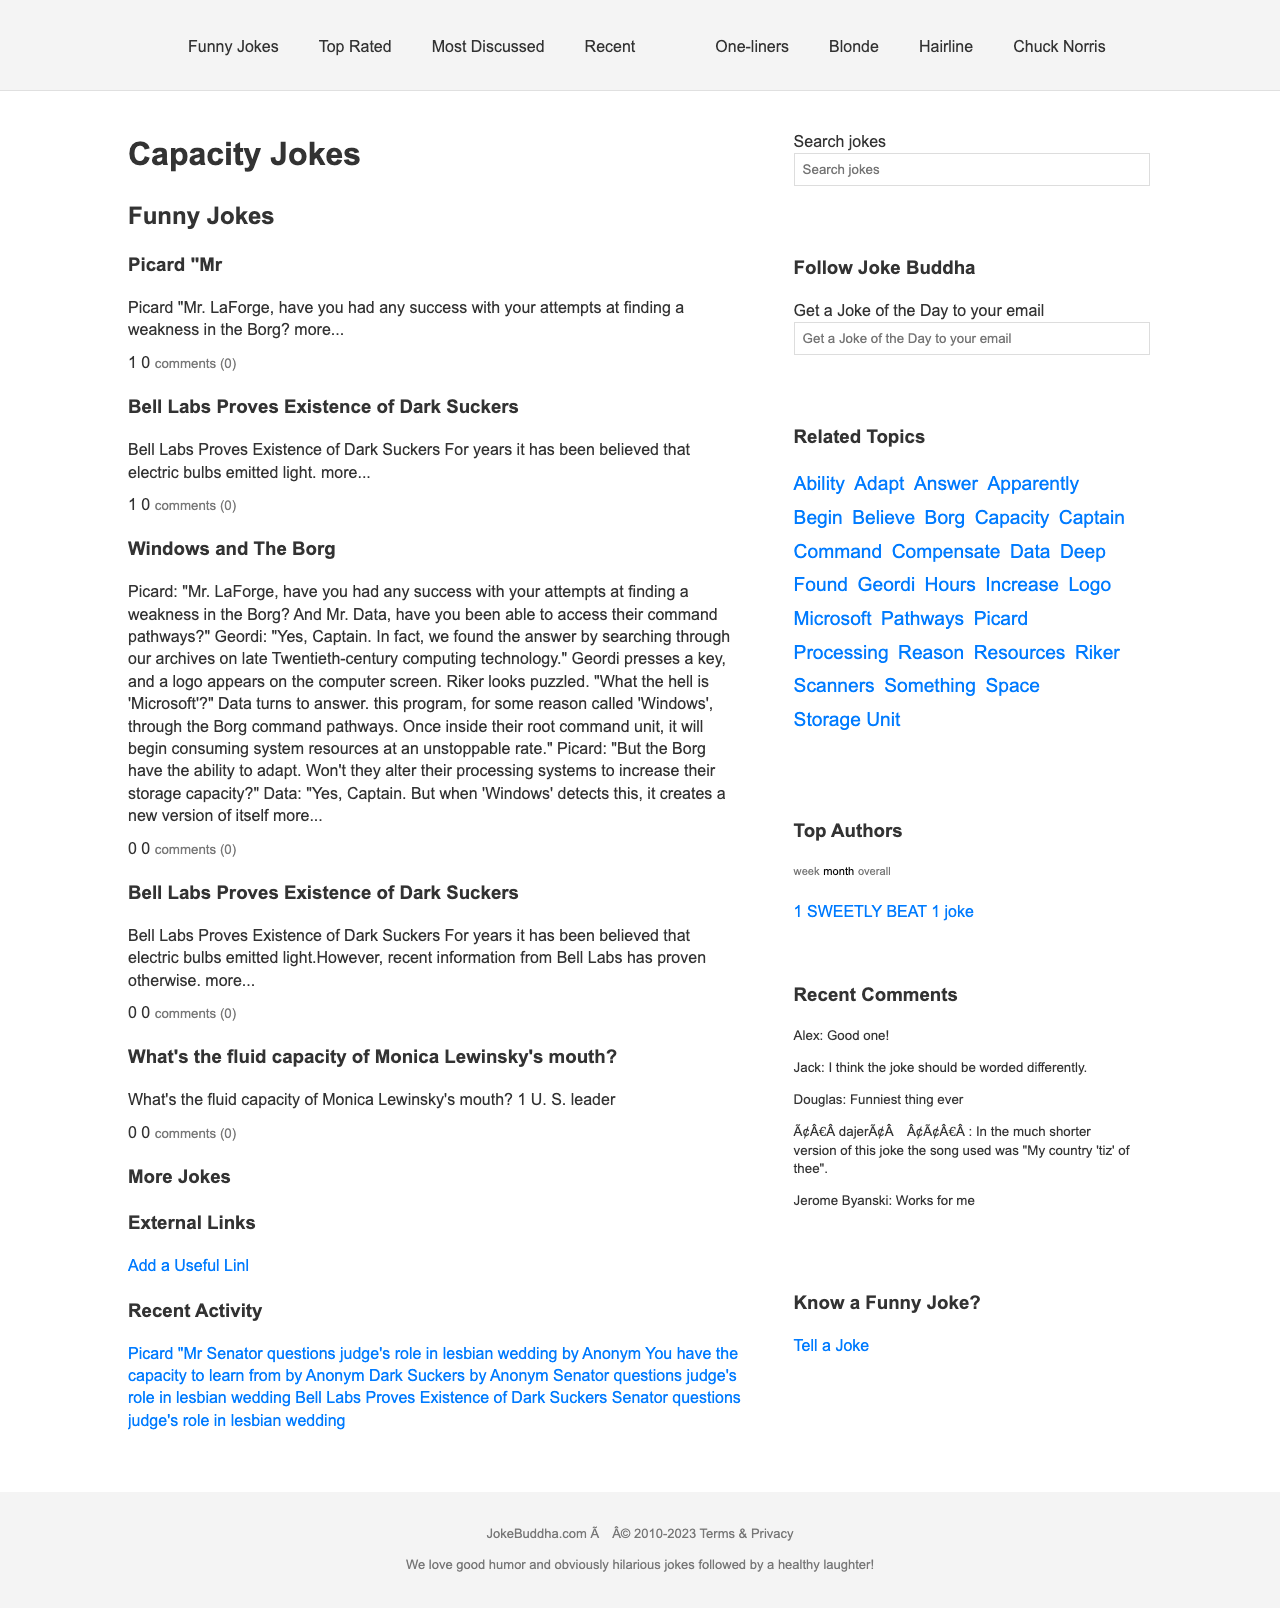 Funny Jokes Top Rated Most Discussed Recent One-liners Blonde Hairline Chuck Norris
Capacity Jokes
Funny Jokes
Picard "Mr
Picard "Mr. LaForge, have you had any success with your attempts at finding a
weakness in the Borg? more...
1 0 comments (0)
Bell Labs Proves Existence of Dark Suckers
Bell Labs Proves Existence of Dark Suckers For years it has been believed that
electric bulbs emitted light. more...
1 0 comments (0)
Windows and The Borg
Picard: "Mr. LaForge, have you had any success with your attempts at finding a
weakness in the Borg? And Mr. Data, have you been able to access their command
pathways?" Geordi: "Yes, Captain. In fact, we found the answer by searching through
our archives on late Twentieth-century computing technology." Geordi presses a key,
and a logo appears on the computer screen. Riker looks puzzled. "What the hell is
'Microsoft'?" Data turns to answer. this program, for some reason called 'Windows',
through the Borg command pathways. Once inside their root command unit, it will
begin consuming system resources at an unstoppable rate." Picard: "But the Borg
have the ability to adapt. Won't they alter their processing systems to increase their
storage capacity?" Data: "Yes, Captain. But when 'Windows' detects this, it creates a
new version of itself more...
0 0 comments (0)
Bell Labs Proves Existence of Dark Suckers
Bell Labs Proves Existence of Dark Suckers For years it has been believed that
electric bulbs emitted light.However, recent information from Bell Labs has proven
otherwise. more...
0 0 comments (0)
What's the fluid capacity of Monica Lewinsky's mouth?
What's the fluid capacity of Monica Lewinsky's mouth? 1 U. S. leader
0 0 comments (0)
More Jokes
External Links
Add a Useful Linl
Recent Activity
Picard "Mr Senator questions judge's role in lesbian wedding by Anonym You have the
capacity to learn from by Anonym Dark Suckers by Anonym Senator questions judge's
role in lesbian wedding Bell Labs Proves Existence of Dark Suckers Senator questions
judge's role in lesbian wedding
Search jokes
Search jokes
Follow Joke Buddha
Get a Joke of the Day to your email
Get a Joke of the Day to your email
Related Topics
Ability Adapt Answer Apparently
Begin Believe Borg Capacity Captain
Command Compensate Data Deep
Found Geordi Hours Increase Logo
Microsoft Pathways Picard
Processing Reason Resources Riker
Scanners Something Space
Storage Unit
Top Authors
week month overall
1 SWEETLY BEAT 1 joke
Recent Comments
Alex: Good one!
Jack: I think the joke should be worded differently.
Douglas: Funniest thing ever
Ã¢Â€Â dajerÃ¢Â Â¢Ã¢Â€Â : In the much shorter
version of this joke the song used was "My country 'tiz' of
thee".
Jerome Byanski: Works for me
Know a Funny Joke?
Tell a Joke
JokeBuddha.com Ã Â© 2010-2023 Terms & Privacy
We love good humor and obviously hilarious jokes followed by a healthy laughter!